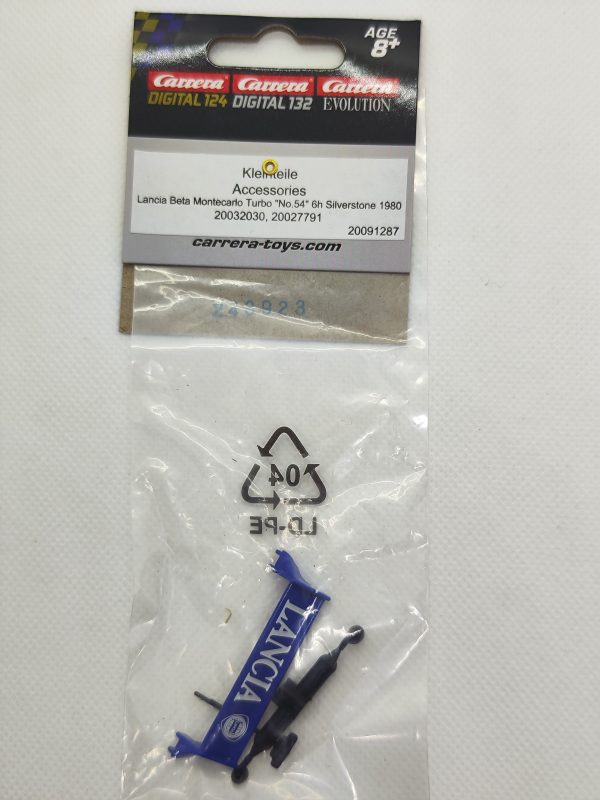 AGE
8+
Carrera Carrera Carrera
DIGITAL 124 DIGITAL 132 EVOLUTION
Kleinteile
Accessories
Lancia Beta Montecarlo Turbo "No.54" 6h Silverstone 1980
20032030, 20027791
20091287
carrera-toys.com
04
LD-PE
LANCIA